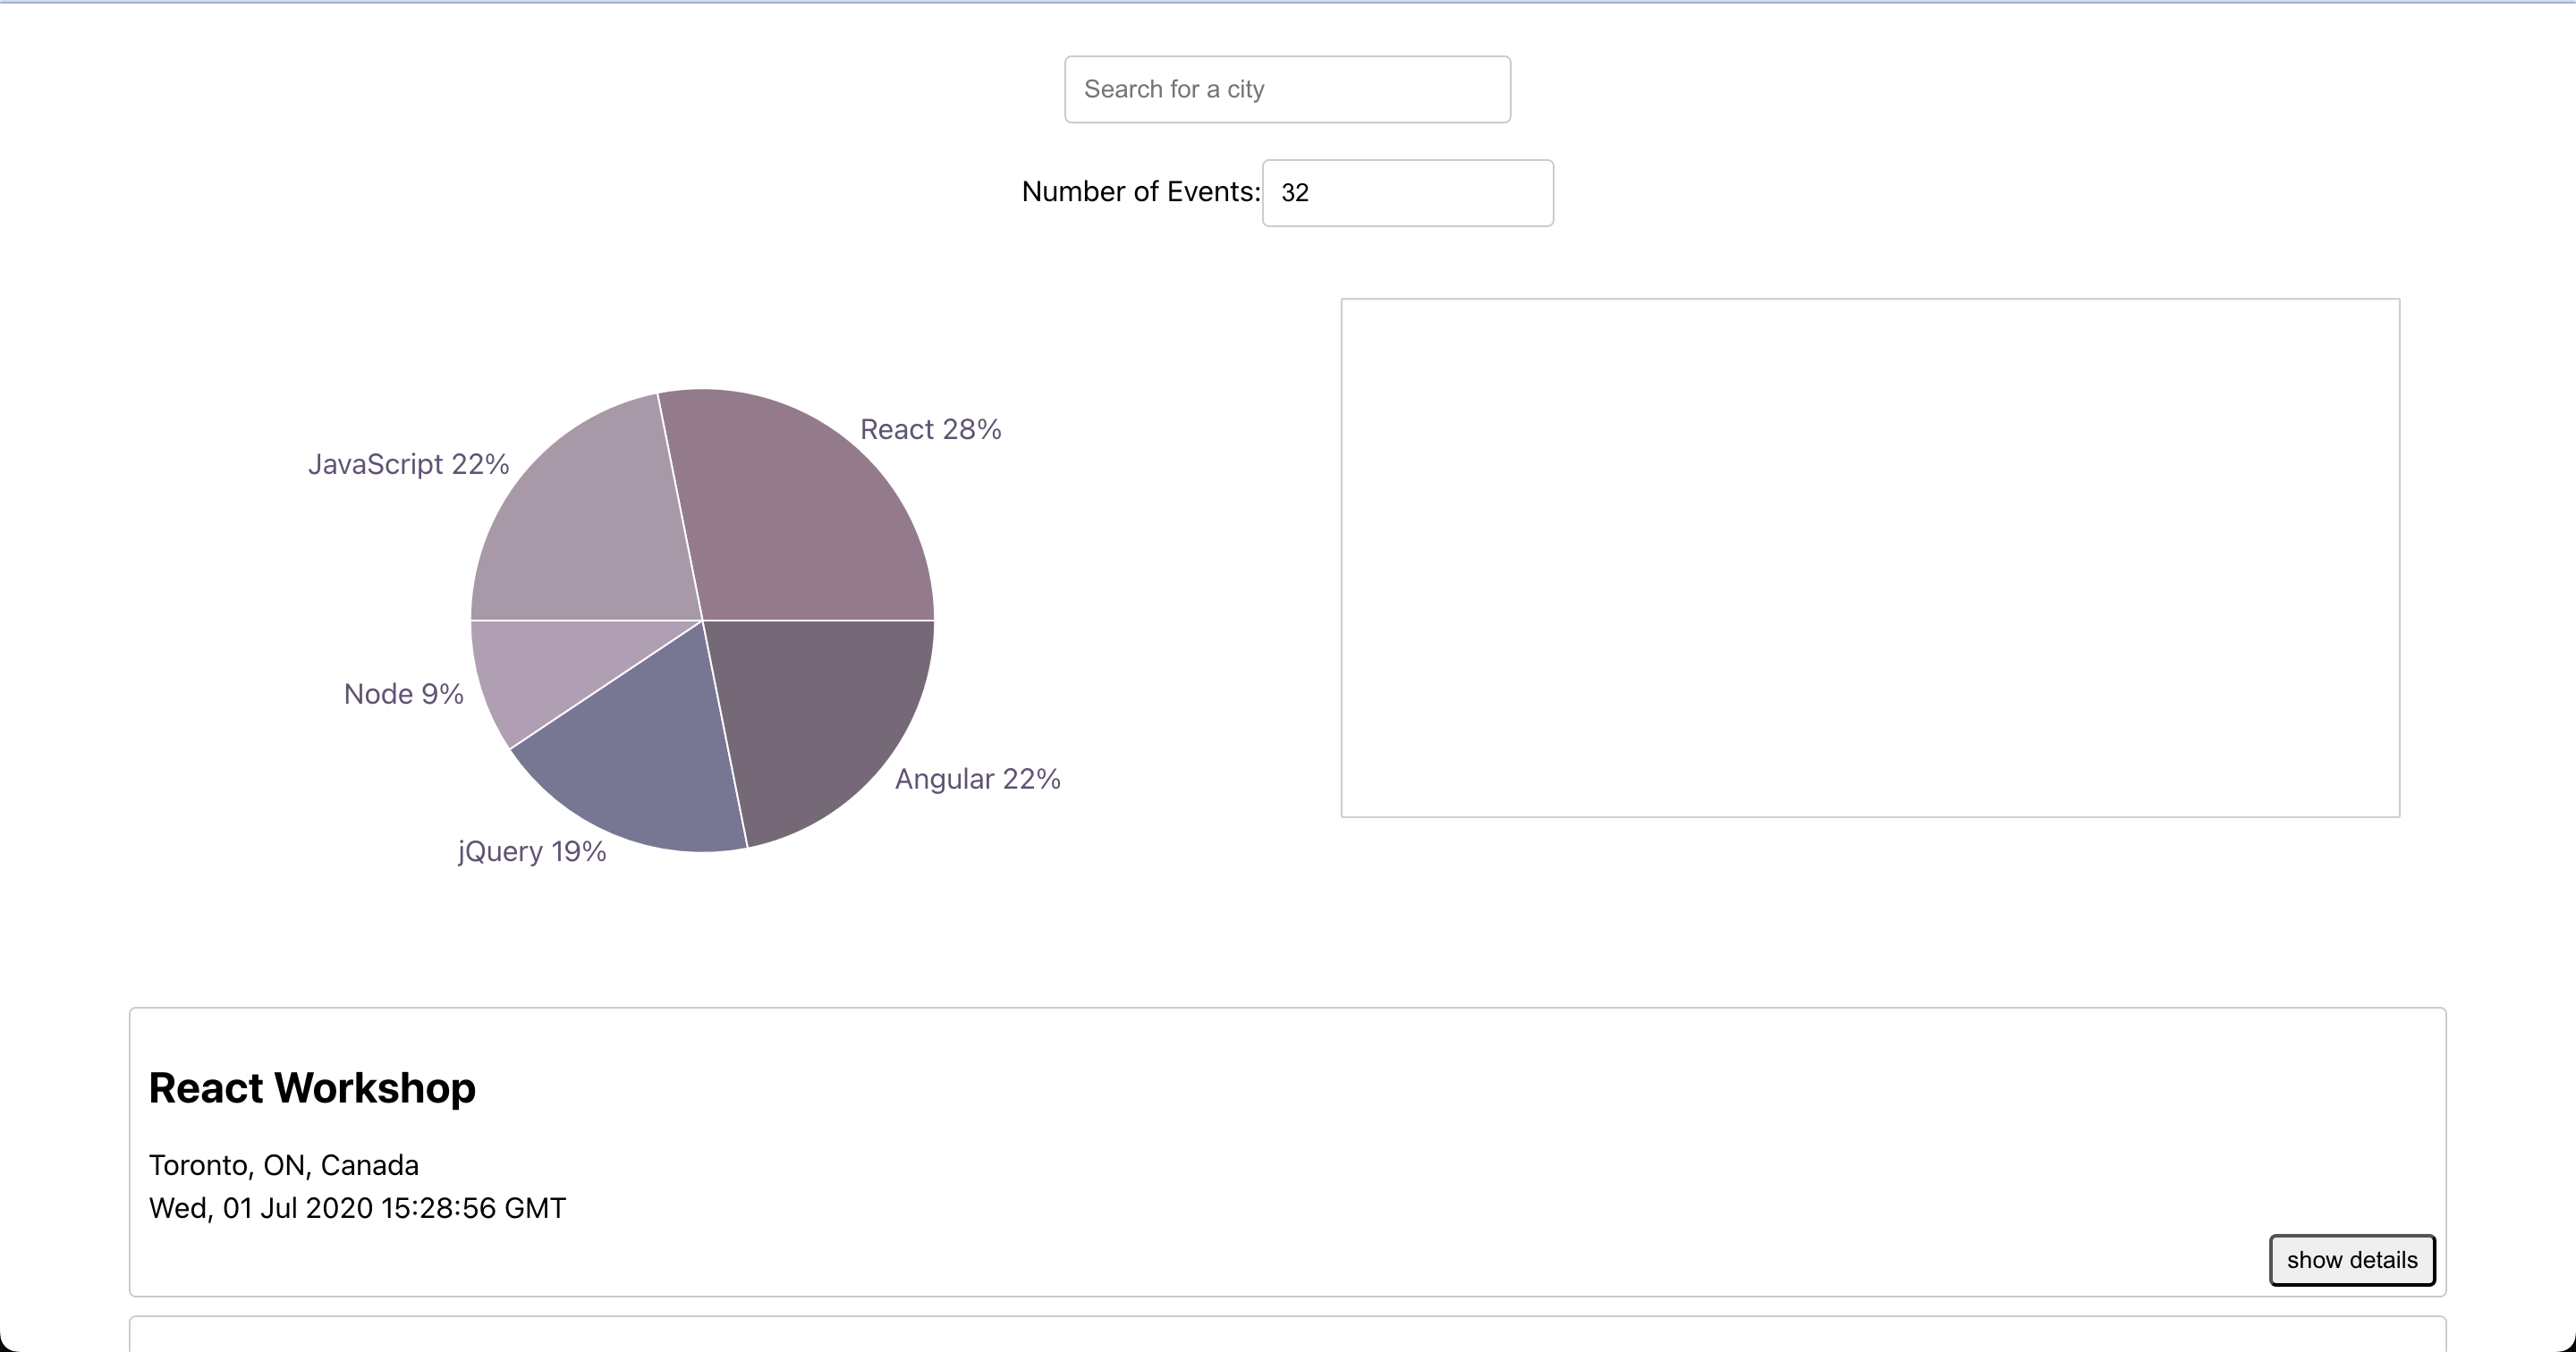 Search for a city
Number of Events: 32
React 28%
JavaScript 22%
Node 9%
Angular 22%
jQuery 19%
React Workshop
Toronto, ON, Canada
Wed, 01 Jul 2020 15:28:56 GMT
show details